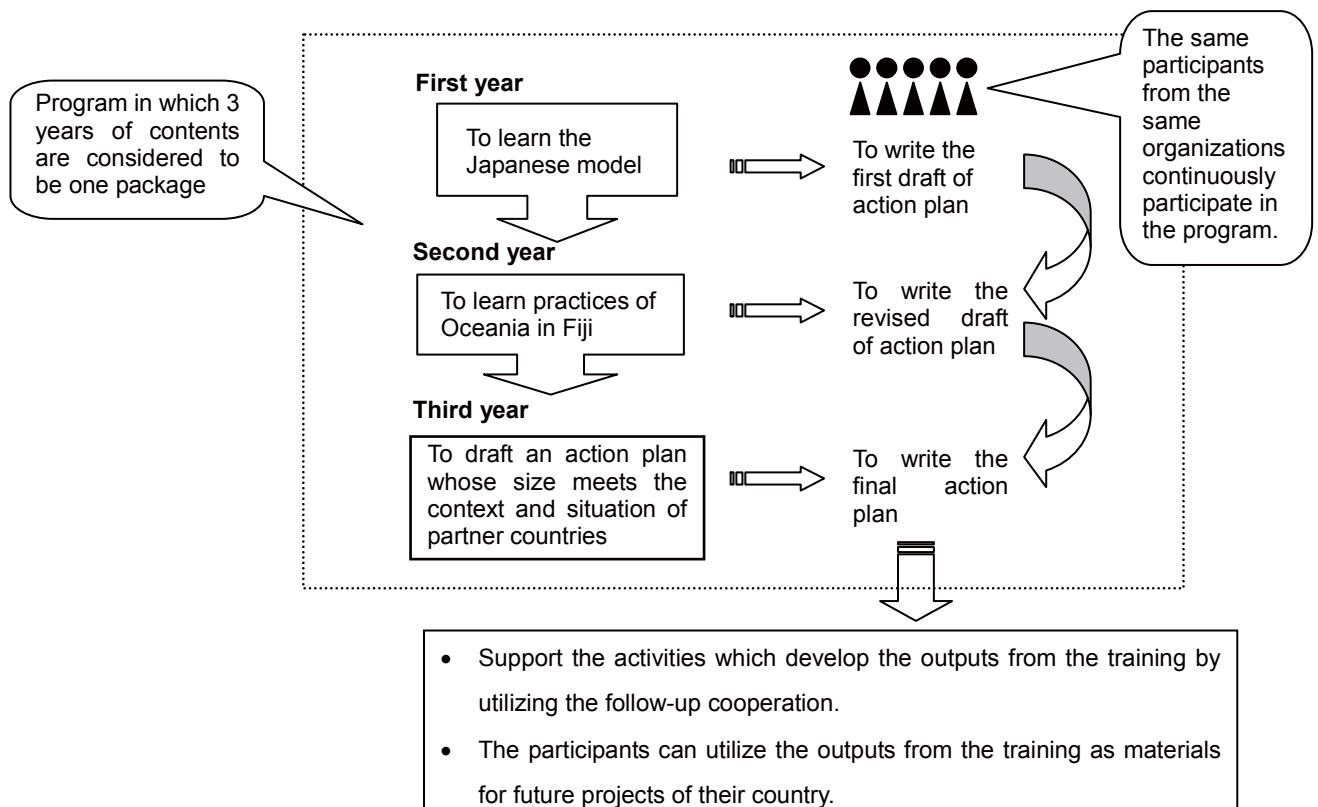 Program in which 3
years of contents
are considered to
be one package
First year
To learn the
Japanese model
To write the
first draft of
action plan
The same
participants
from the
same
organizations
continuously
participate in
the program.
Second year
To learn practices of
Oceania in Fiji
To write the
revised draft
of action plan
Third year
To draft an action plan
whose size meets the
context and situation of
partner countries
To write the
final action
plan
• Support the activities which develop the outputs from the training by
utilizing the follow-up cooperation.
• The participants can utilize the outputs from the training as materials
for future projects of their country.